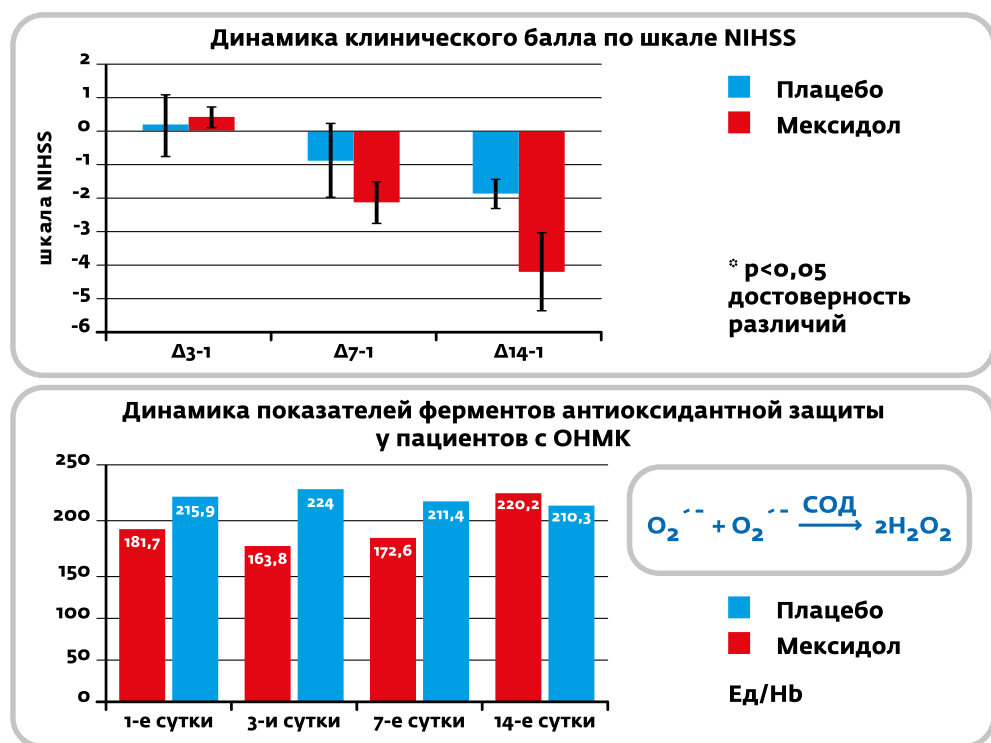 Динамика клинического балла по шкале NIHSS
шкала NIHSS
2
1
0
-1
-2
-3
-4
-5
-6
Δ3-1
Δ7-1
Δ14-1
Плацебо
Мексидол
* p<0,05
достоверность
различий
Динамика показателей ферментов антиоксидантной защиты
у пациентов с ОНМК
250
200
150
100
50
0
181,7
215,9
163,8
224
172,6
211,4
220,2
210,3
1-е сутки
3-и сутки
7-е сутки
14-е сутки
O₂˙⁻ + O₂˙⁻ СОД ⟶ 2H₂O₂
Плацебо
Мексидол
Ед/Hb